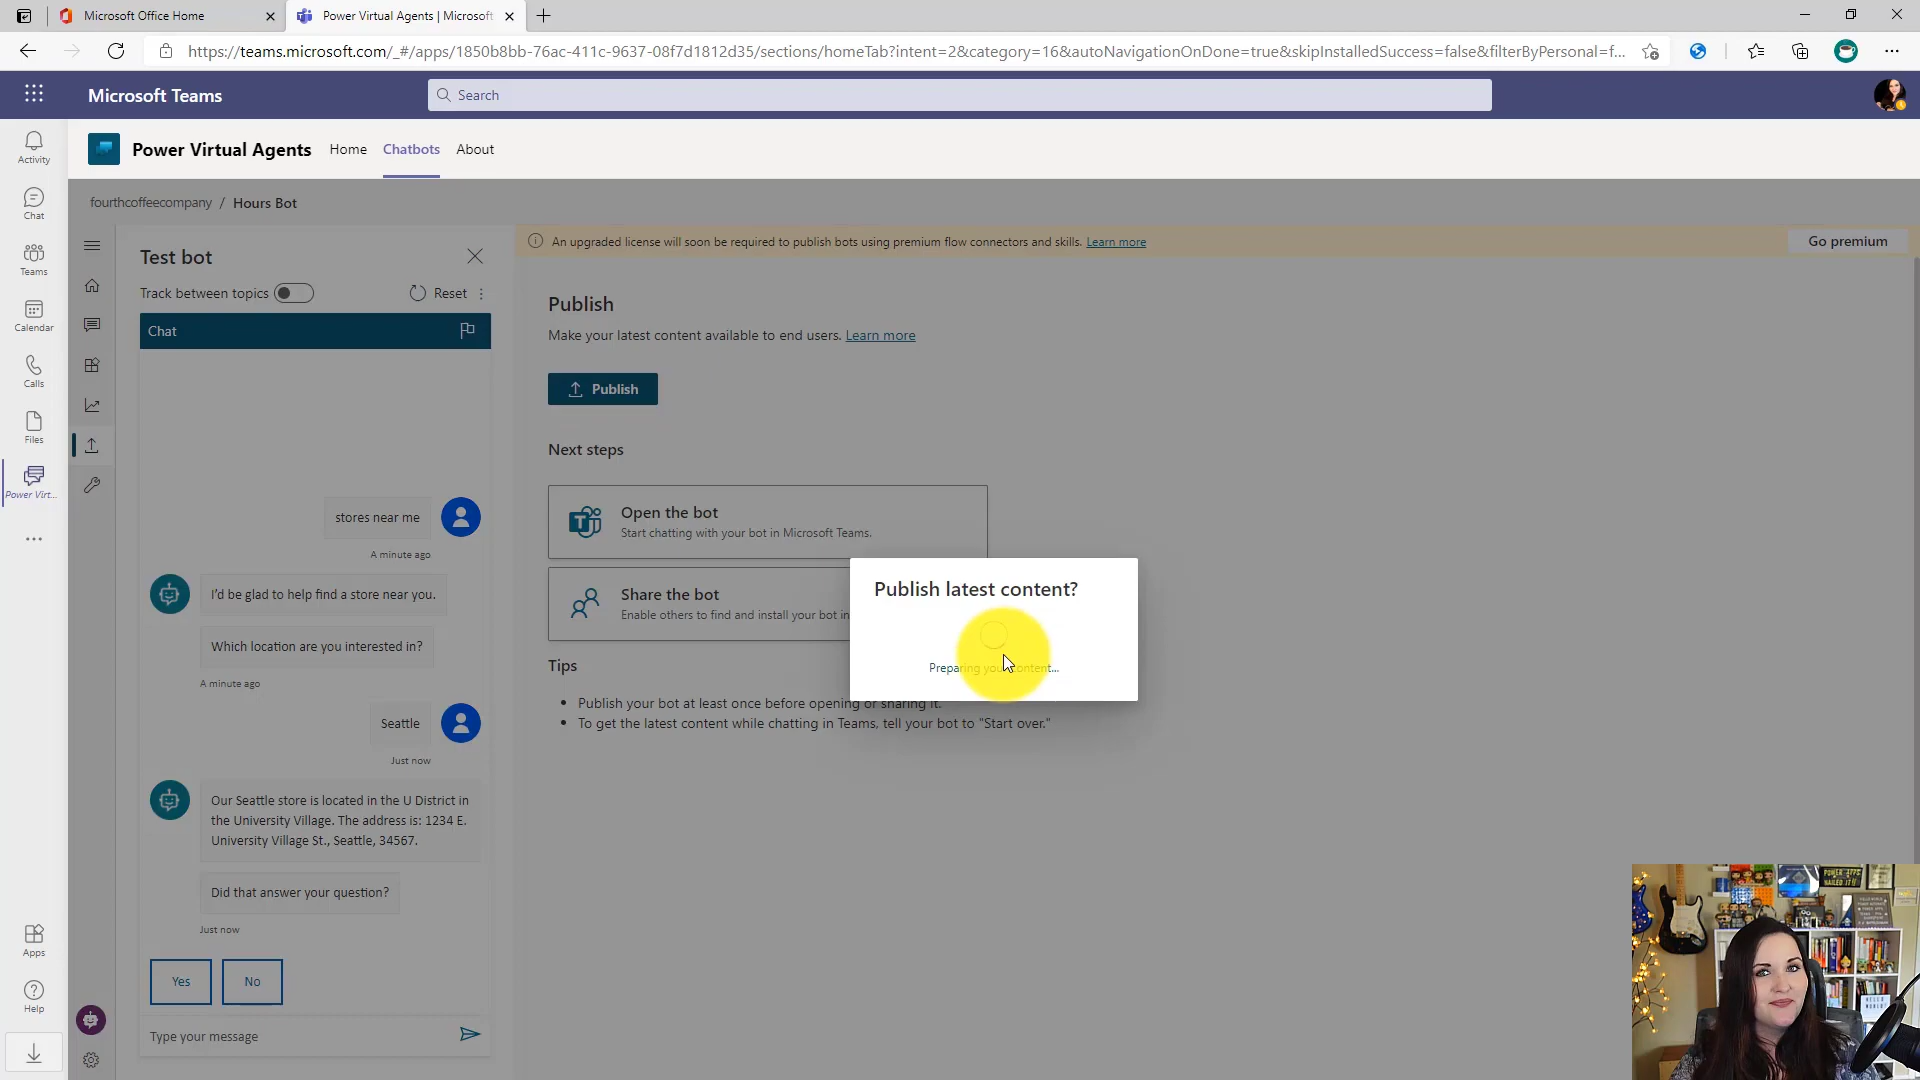 Microsoft Office Home
Power Virtual Agents | Microsoft
https://teams.microsoft.com/_#/apps/1850b8bb-76ac-411c-9637-08f7d1812d35/sections/homeTab?intent=2&category=16&autoNavigationOnDone=true&skipInstalledSuccess=false&filterByPersonal=f...
Microsoft Teams
Search
Activity
Chat
Teams
Calendar
Calls
Files
Power Virt...
Apps
Help
Power Virtual Agents
Home
Chatbots
About
fourthcoffeecompany / Hours Bot
Test bot
Track between topics
Reset
Chat
stores near me
A minute ago
I'd be glad to help find a store near you.
Which location are you interested in?
A minute ago
Seattle
Just now
Our Seattle store is located in the U District in
the University Village. The address is: 1234 E.
University Village St., Seattle, 34567.
Did that answer your question?
Just now
Yes
No
Type your message
An upgraded license will soon be required to publish bots using premium flow connectors and skills. Learn more
Go premium
Publish
Make your latest content available to end users. Learn more
Publish
Next steps
Open the bot
Start chatting with your bot in Microsoft Teams.
Share the bot
Enable others to find and install your bot in
Tips
Publish your bot at least once before opening or sharing it.
To get the latest content while chatting in Teams, tell your bot to "Start over."
Publish latest content?
Preparing your content...
POWER APPS
NAILED IT!!